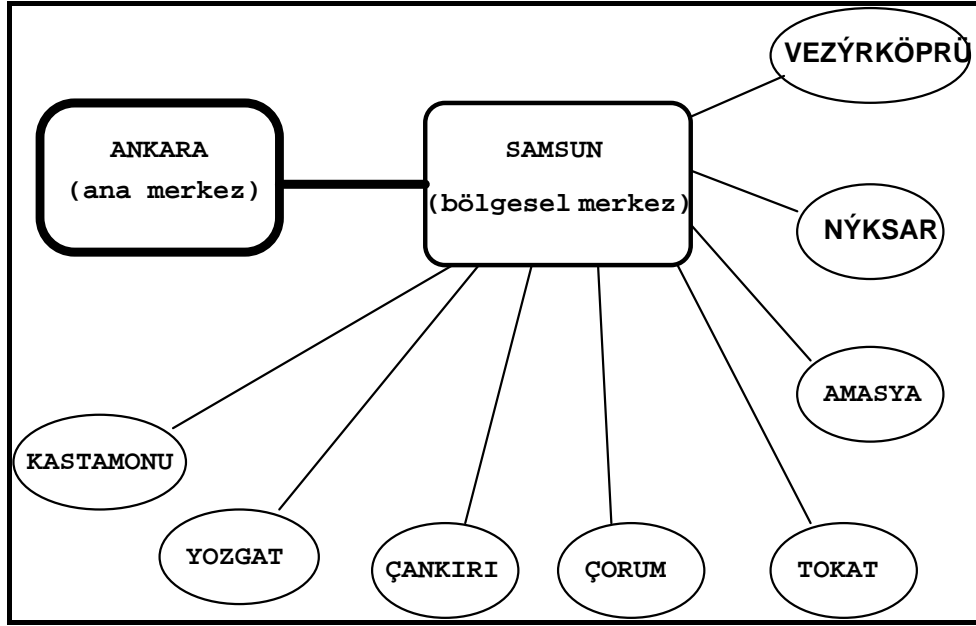 VEZÝRKÖPRÜ
ANKARA
(ana merkez)
SAMSUN
(bölgesel merkez)
NÝKSAR
AMASYA
KASTAMONU
YOZGAT
ÇANKIRI
ÇORUM
TOKAT